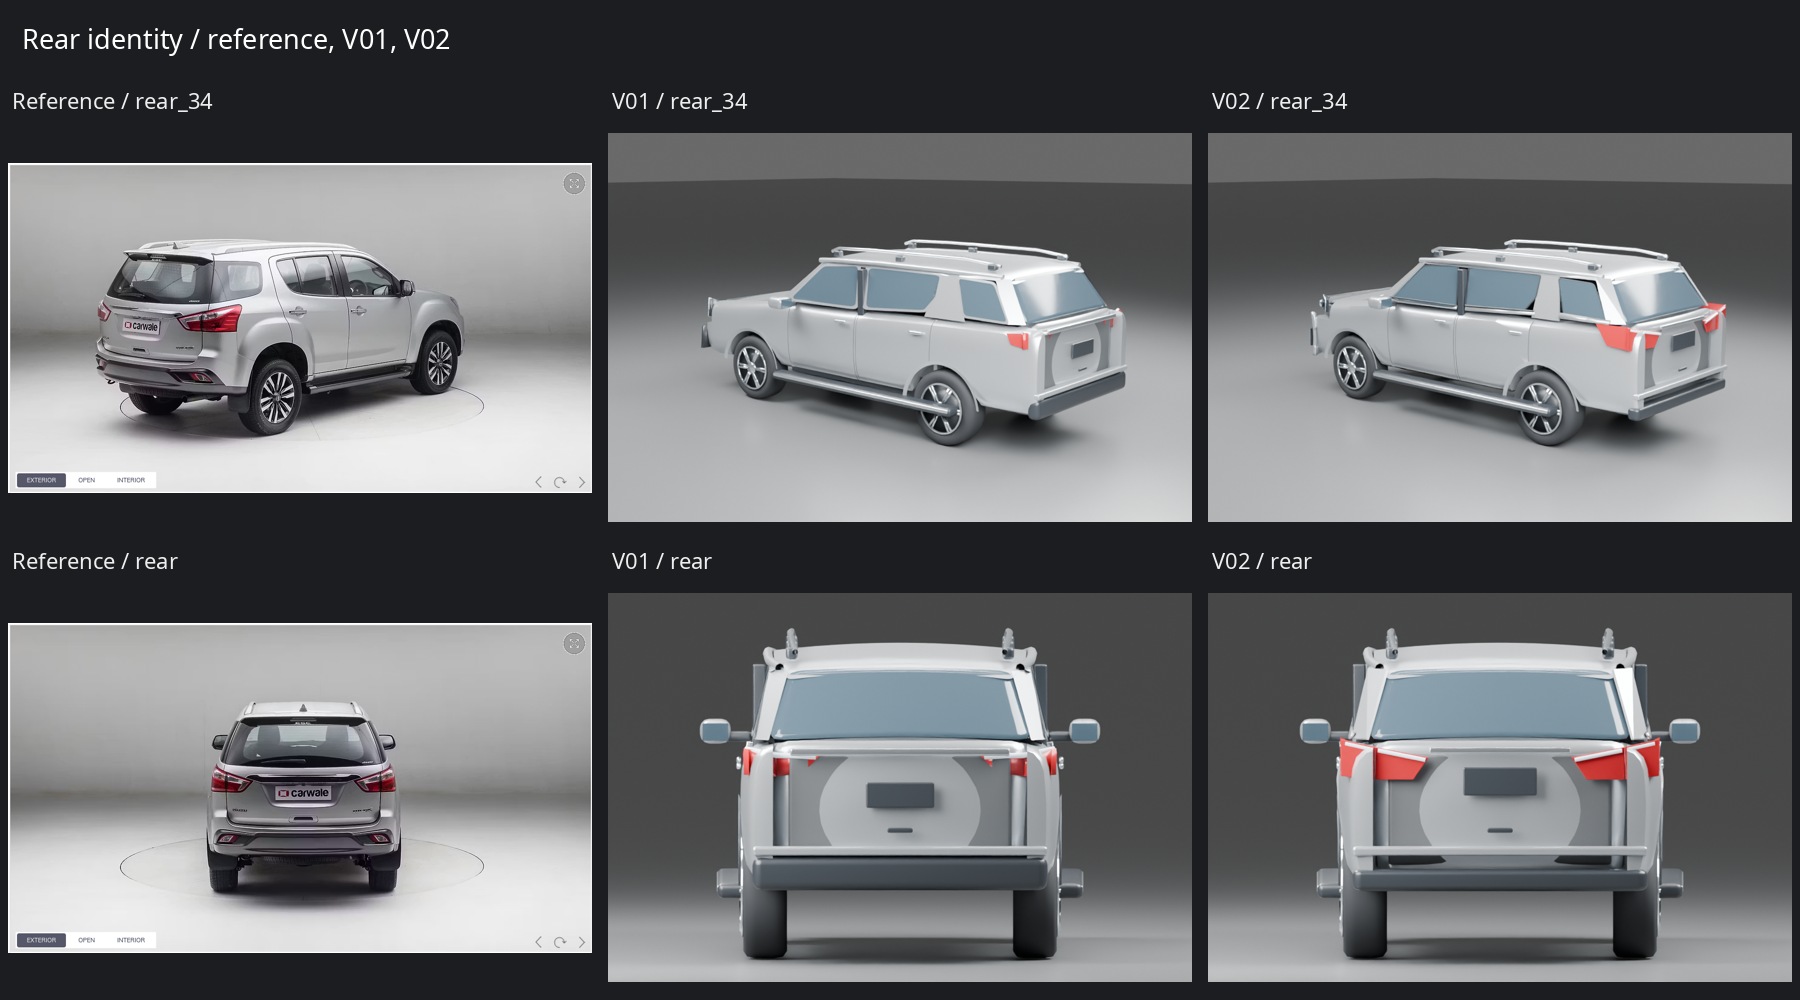 Rear identity / reference, V01, V02
Reference / rear_34
V01 / rear_34
V02 / rear_34
carwale
EXTERIOR OPEN INTERIOR
Reference / rear
V01 / rear
V02 / rear
carwale
EXTERIOR OPEN INTERIOR